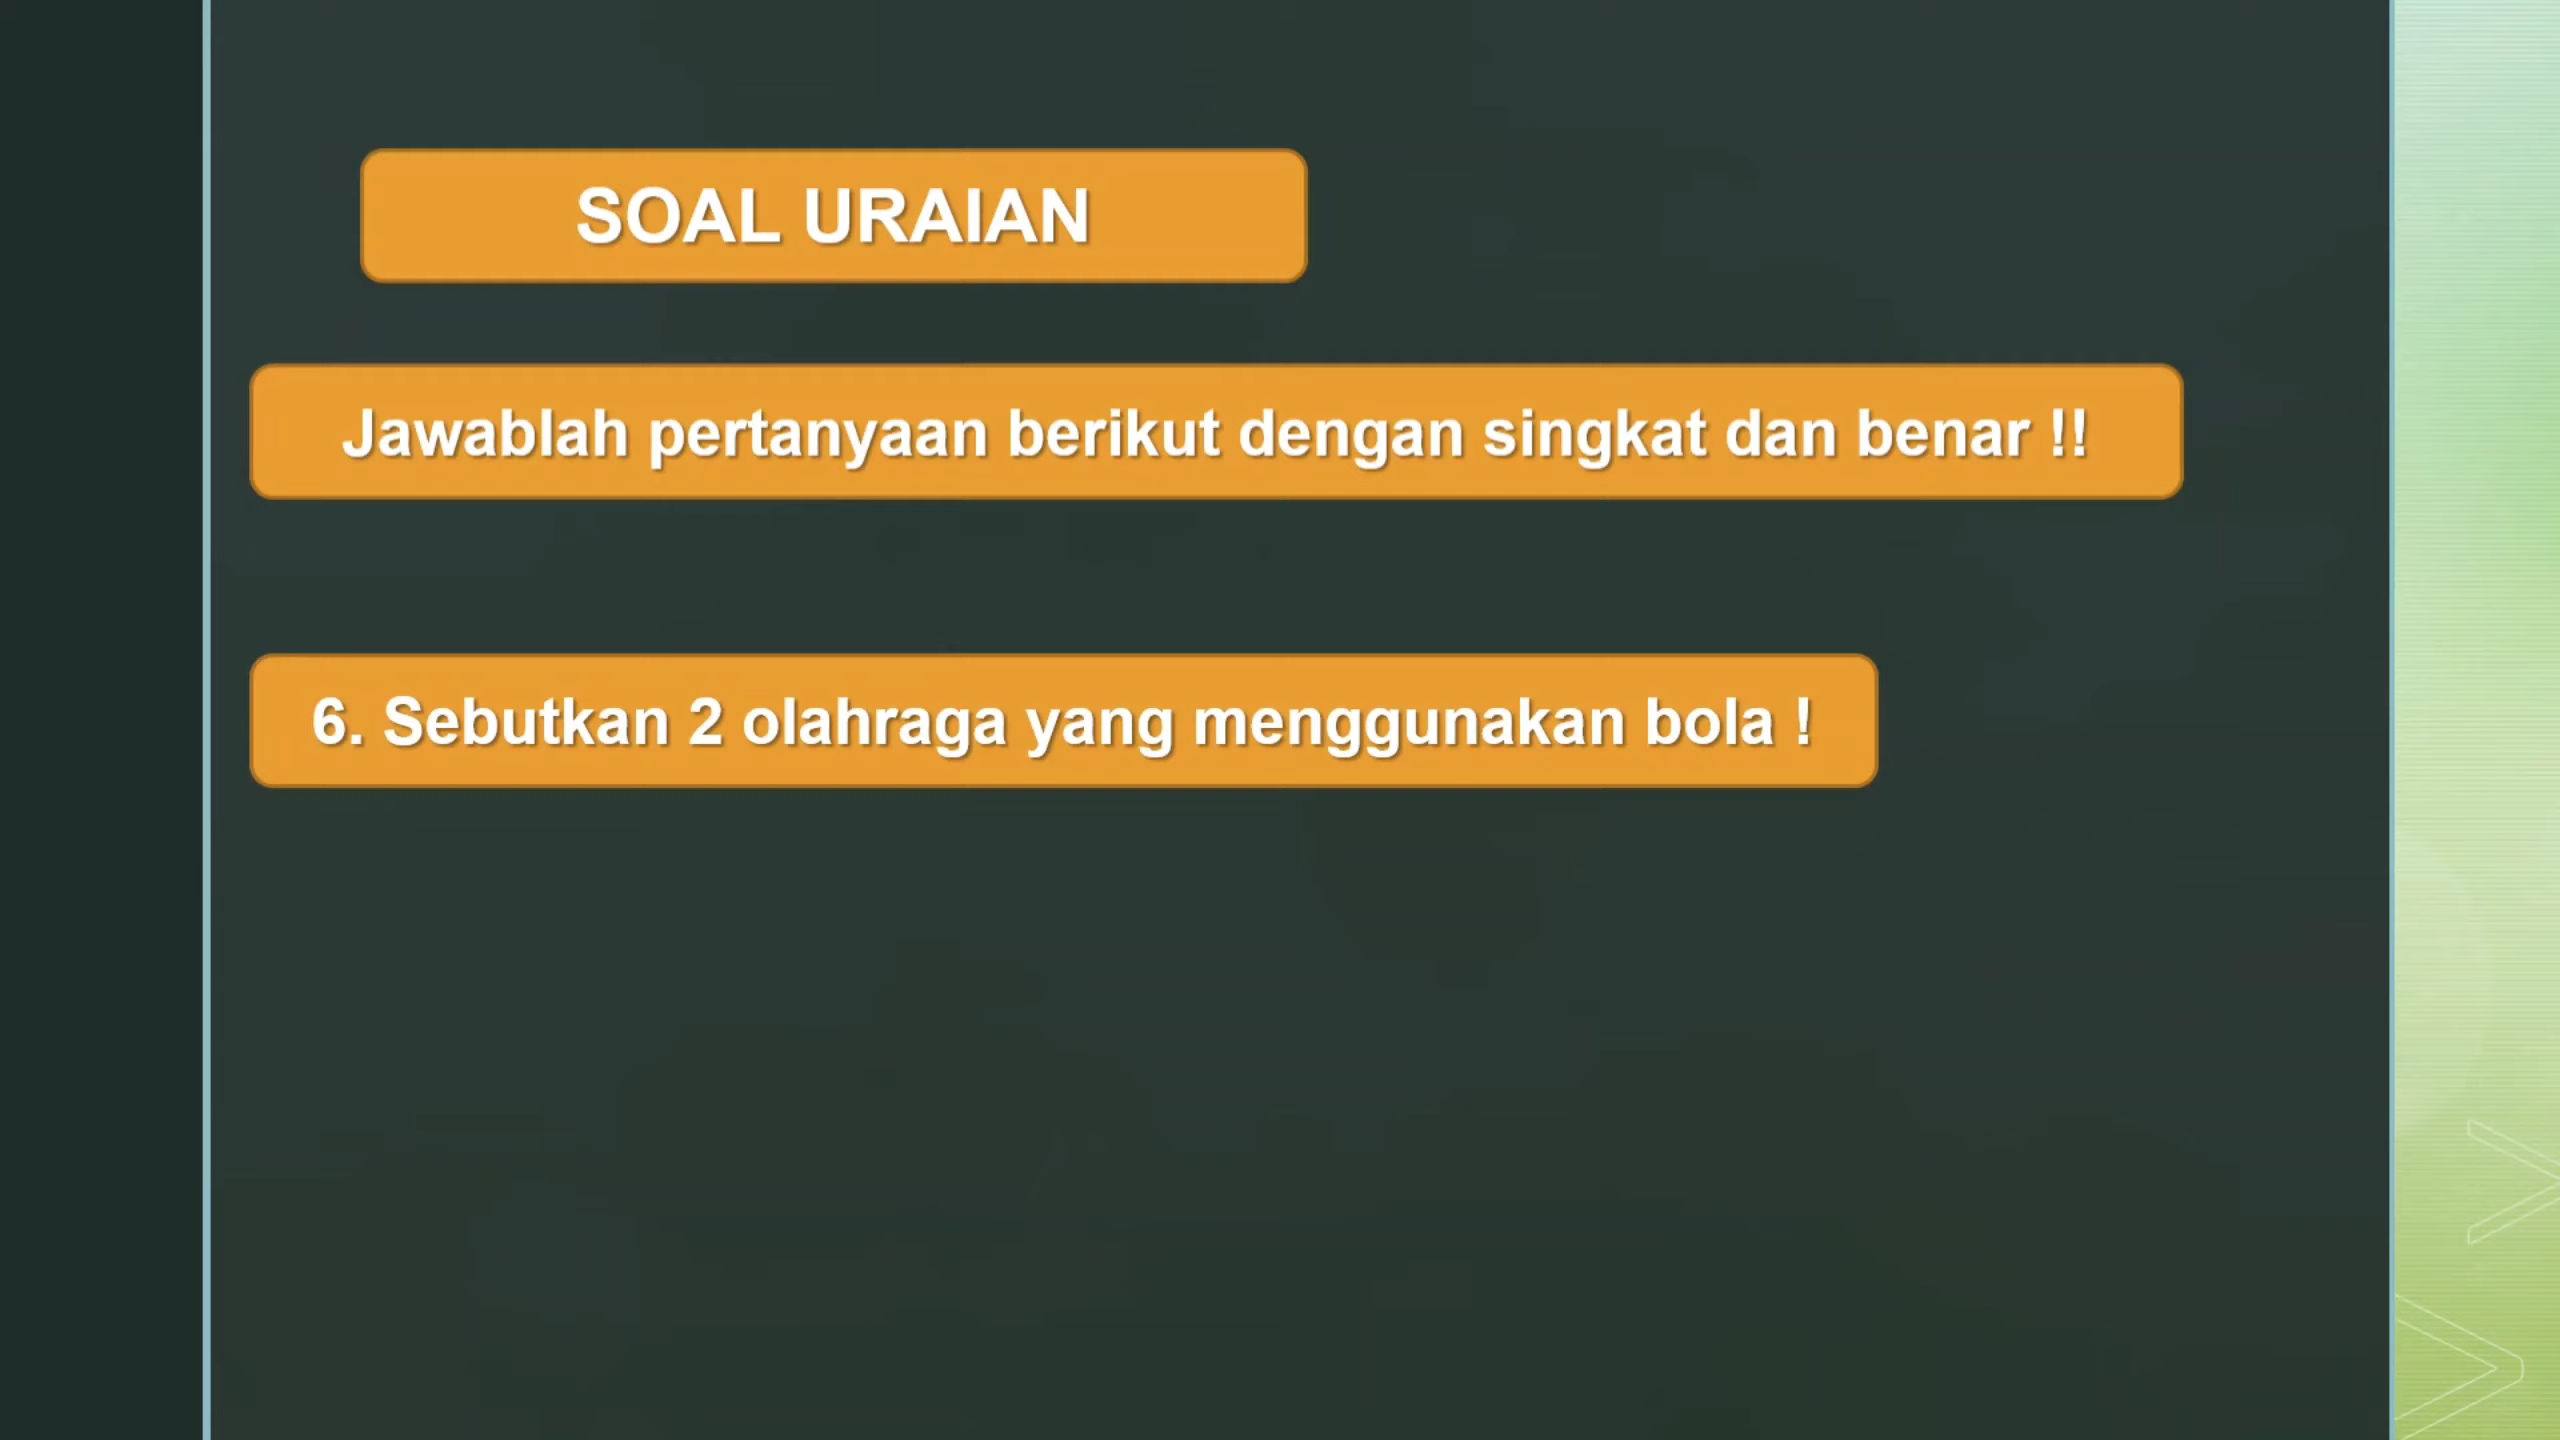 SOAL URAIAN
Jawablah pertanyaan berikut dengan singkat dan benar !!
6. Sebutkan 2 olahraga yang menggunakan bola !